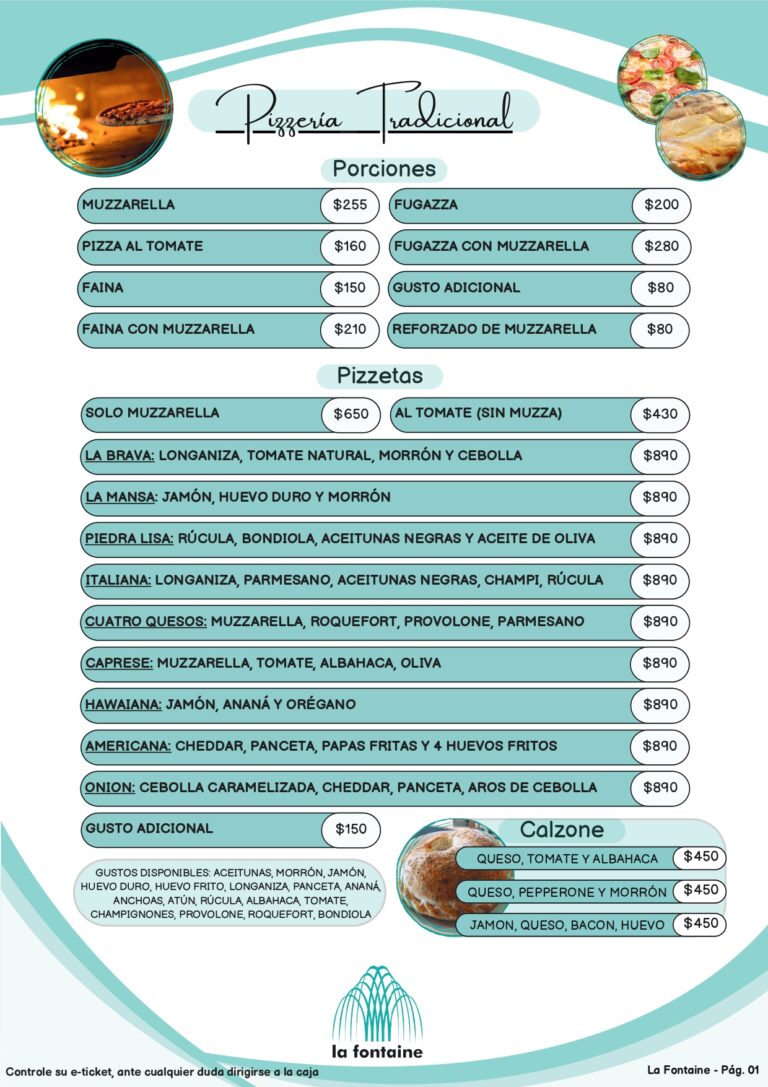 Pizzería Tradicional
Porciones
MUZZARELLA $255 FUGAZZA $200
PIZZA AL TOMATE $160 FUGAZZA CON MUZZARELLA $280
FAINA $150 GUSTO ADICIONAL $80
FAINA CON MUZZARELLA $210 REFORZADO DE MUZZARELLA $80
Pizzetas
SOLO MUZZARELLA $650 AL TOMATE (SIN MUZZA) $430
LA BRAVA: LONGANIZA, TOMATE NATURAL, MORRÓN Y CEBOLLA $890
LA MANSA: JAMÓN, HUEVO DURO Y MORRÓN $890
PIEDRA LISA: RÚCULA, BONDIOLA, ACEITUNAS NEGRAS Y ACEITE DE OLIVA $890
ITALIANA: LONGANIZA, PARMESANO, ACEITUNAS NEGRAS, CHAMPI, RÚCULA $890
CUATRO QUESOS: MUZZARELLA, ROQUEFORT, PROVOLONE, PARMESANO $890
CAPRESE: MUZZARELLA, TOMATE, ALBAHACA, OLIVA $890
HAWAIANA: JAMÓN, ANANÁ Y ORÉGANO $890
AMERICANA: CHEDDAR, PANCETA, PAPAS FRITAS Y 4 HUEVOS FRITOS $890
ONION: CEBOLLA CARAMELIZADA, CHEDDAR, PANCETA, AROS DE CEBOLLA $890
GUSTO ADICIONAL $150
GUSTOS DISPONIBLES: ACEITUNAS, MORRÓN, JAMÓN,
HUEVO DURO, HUEVO FRITO, LONGANIZA, PANCETA, ANANÁ,
ANCHOAS, ATÚN, RÚCULA, ALBAHACA, TOMATE,
CHAMPIGNONES, PROVOLONE, ROQUEFORT, BONDIOLA
Calzone
QUESO, TOMATE Y ALBAHACA $450
QUESO, PEPPERONE Y MORRÓN $450
JAMON, QUESO, BACON, HUEVO $450
la fontaine
Controle su e-ticket, ante cualquier duda dirigirse a la caja
La Fontaine - Pág. 01